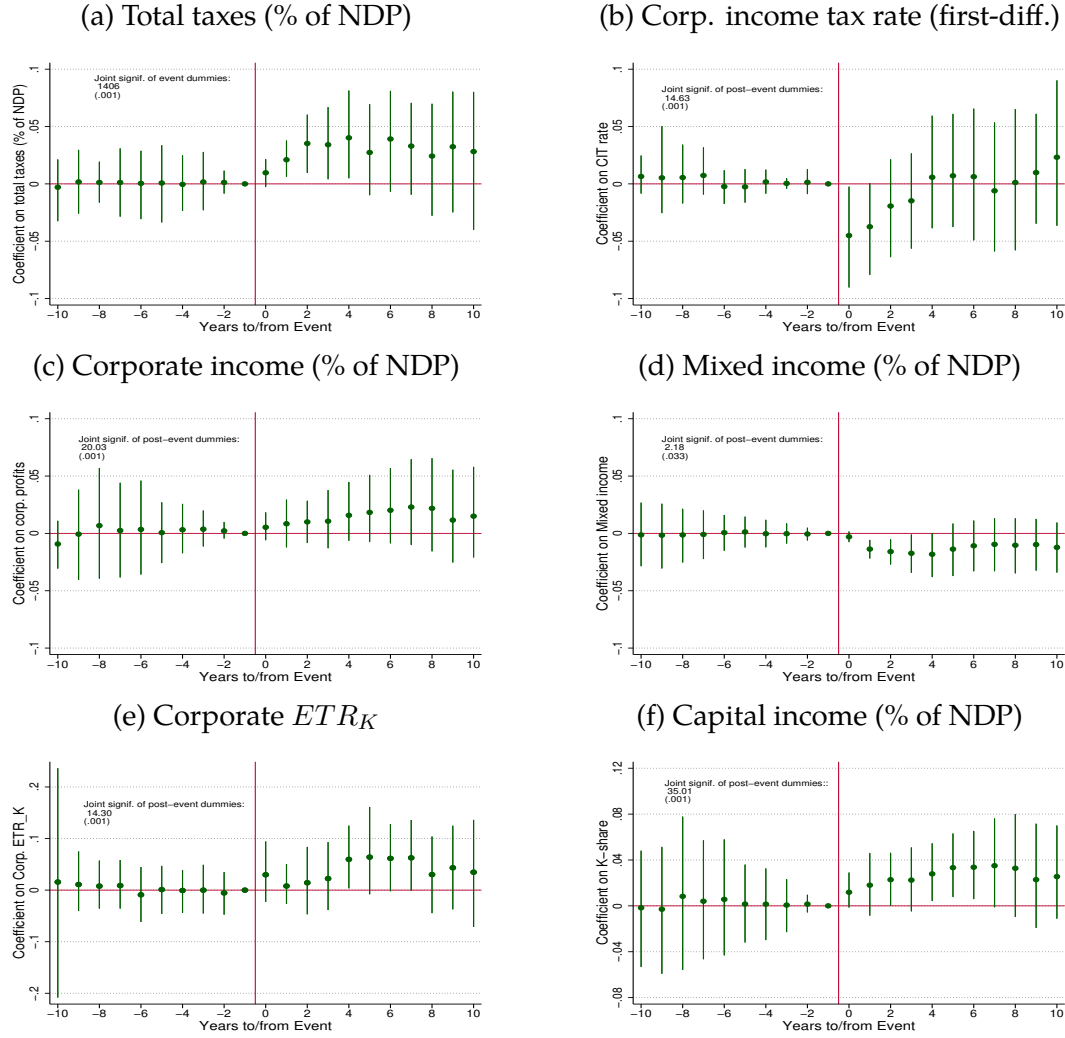 (a) Total taxes (% of NDP)
Joint signif. of event dummies:
1406
(.001)
Coefficient on total taxes (% of NDP)
.1
.05
0
-.05
-.1
-10 -8 -6 -4 -2 0 2 4 6 8 10
Years to/from Event
(b) Corp. income tax rate (first-diff.)
Joint signif. of post-event dummies:
14.63
(.001)
Coefficient on CIT rate
.1
.05
0
-.05
-.1
-10 -8 -6 -4 -2 0 2 4 6 8 10
Years to/from Event
(c) Corporate income (% of NDP)
Joint signif. of post-event dummies:
20.03
(.001)
Coefficient on corp. profits
.1
.05
0
-.05
-.1
-10 -8 -6 -4 -2 0 2 4 6 8 10
Years to/from Event
(d) Mixed income (% of NDP)
Joint signif. of post-event dummies:
2.18
(.033)
Coefficient on Mixed income
.1
.05
0
-.05
-.1
-10 -8 -6 -4 -2 0 2 4 6 8 10
Years to/from Event
(e) Corporate ETR_K
Joint signif. of post-event dummies:
14.30
(.001)
Coefficient on Corp. ETR_K
.2
.1
0
-.1
-.2
-10 -8 -6 -4 -2 0 2 4 6 8 10
Years to/from Event
(f) Capital income (% of NDP)
Joint signif. of post-event dummies::
35.01
(.001)
Coefficient on K-share
.12
.08
.04
0
-.04
-.08
-10 -8 -6 -4 -2 0 2 4 6 8 10
Years to/from Event